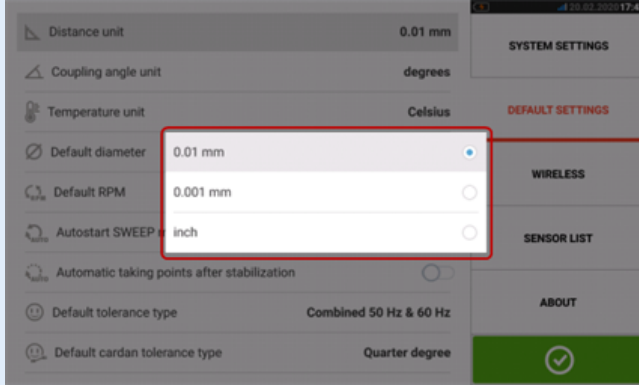 20.02.2020 17:4
Distance unit 0.01 mm
SYSTEM SETTINGS
Coupling angle unit degrees
Temperature unit Celsius
DEFAULT SETTINGS
Default diameter
0.01 mm
0.001 mm
inch
Default RPM
WIRELESS
Autostart SWEEP
SENSOR LIST
Automatic taking points after stabilization
Default tolerance type Combined 50 Hz & 60 Hz
ABOUT
Default cardan tolerance type Quarter degree